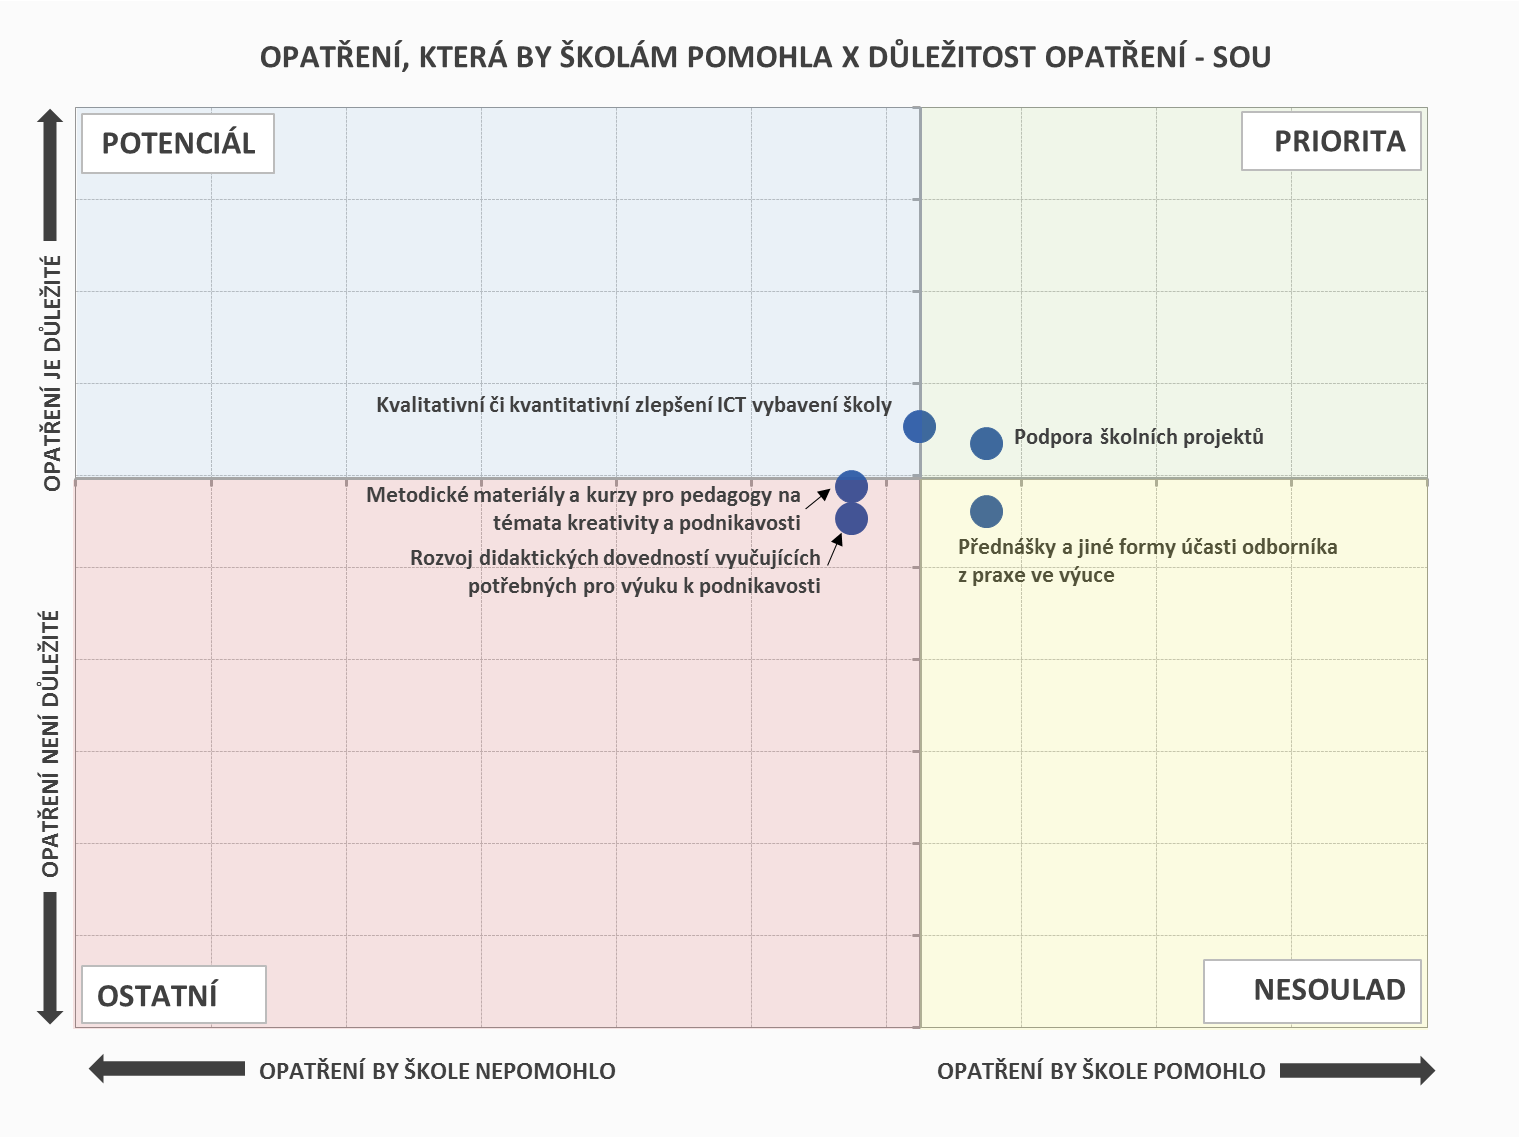 OPATŘENÍ, KTERÁ BY ŠKOLÁM POMOHLA X DŮLEŽITOST OPATŘENÍ - SOU
POTENCIÁL
PRIORITA
OPATŘENÍ JE DŮLEŽITÉ
Kvalitativní či kvantitativní zlepšení ICT vybavení školy
Podpora školních projektů
Metodické materiály a kurzy pro pedagogy na
témata kreativity a podnikavosti
Rozvoj didaktických dovedností vyučujících
potřebných pro výuku k podnikavosti
Přednášky a jiné formy účasti odborníka
z praxe ve výuce
OPATŘENÍ NENÍ DŮLEŽITÉ
OSTATNÍ
NESOULAD
OPATŘENÍ BY ŠKOLE NEPOMOHLO
OPATŘENÍ BY ŠKOLE POMOHLO